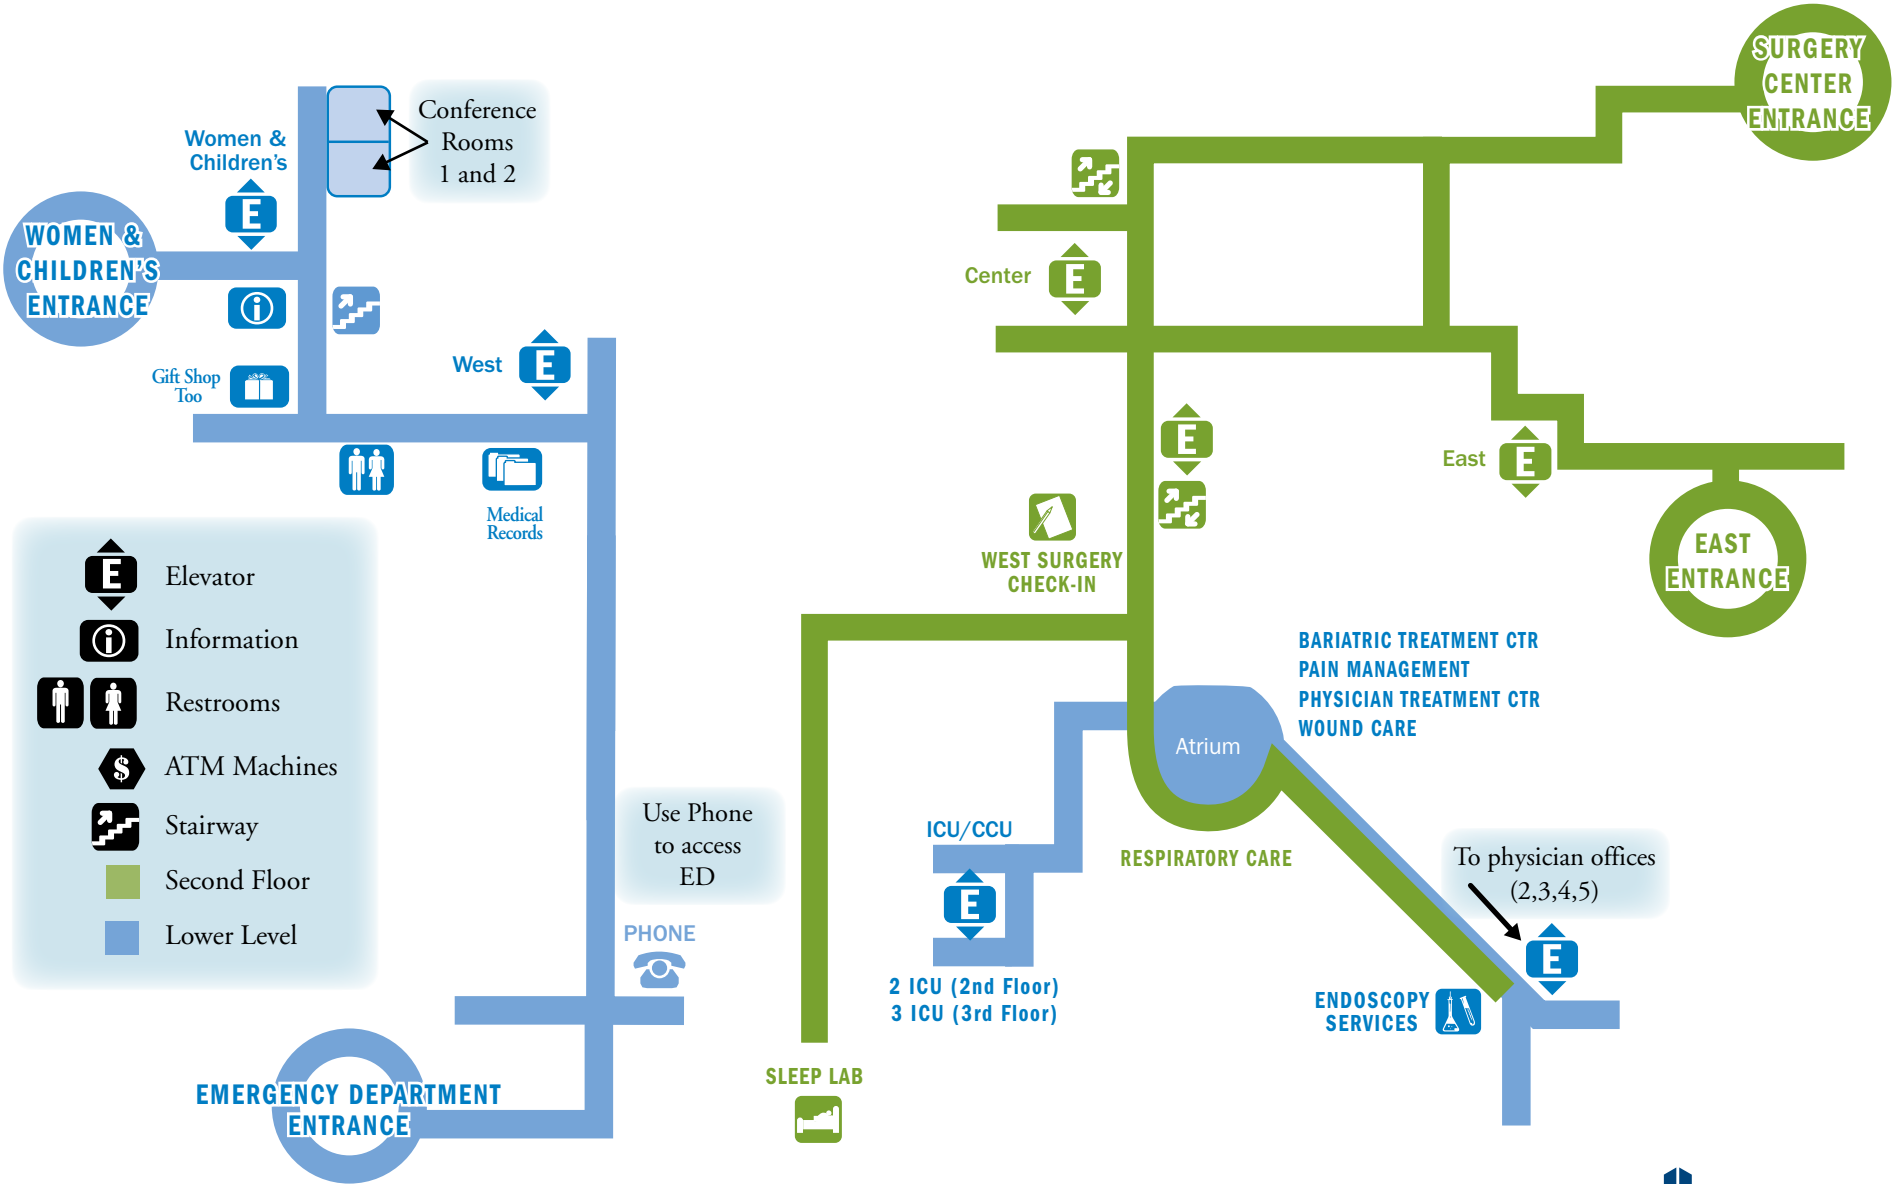 SURGERY
CENTER
ENTRANCE
Conference
Rooms
1 and 2
Women &
Children's
E
WOMEN &
CHILDREN'S
ENTRANCE
Center
E
West
E
Gift Shop
Too
E
East
E
Medical
Records
WEST SURGERY
CHECK-IN
EAST
ENTRANCE
E
Elevator
Information
Restrooms
$
ATM Machines
Stairway
Second Floor
Lower Level
BARIATRIC TREATMENT CTR
PAIN MANAGEMENT
PHYSICIAN TREATMENT CTR
WOUND CARE
Atrium
Use Phone
to access
ED
PHONE
ICU/CCU
E
2 ICU (2nd Floor)
3 ICU (3rd Floor)
RESPIRATORY CARE
To physician offices
(2,3,4,5)
E
ENDOSCOPY
SERVICES
SLEEP LAB
EMERGENCY DEPARTMENT
ENTRANCE